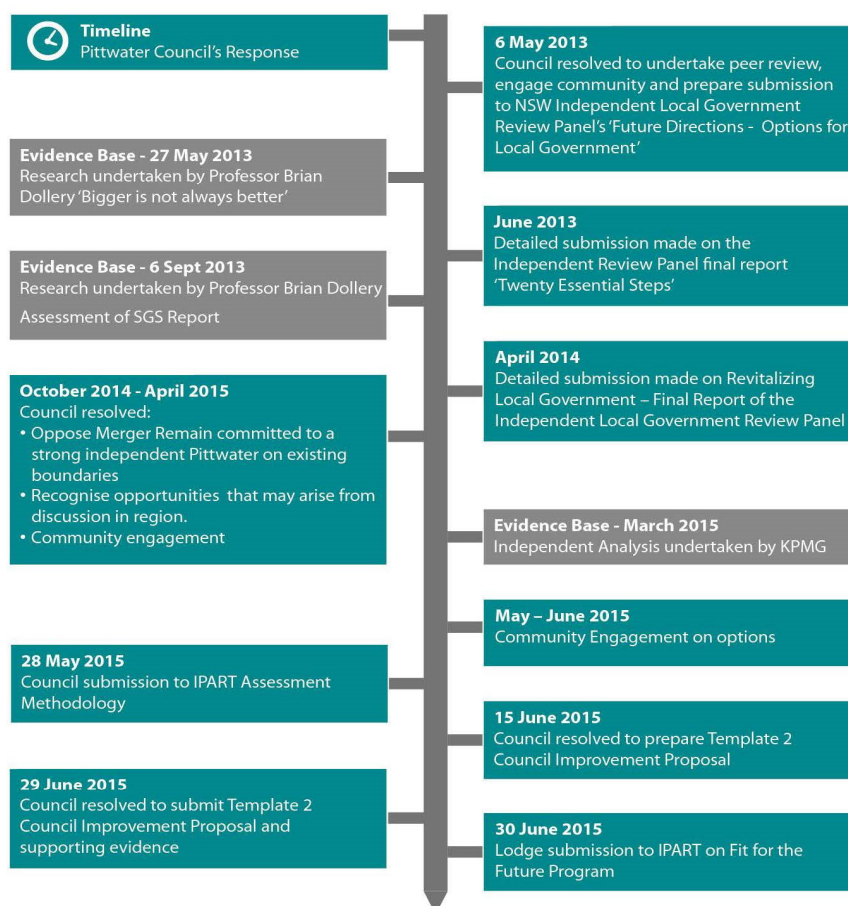 Timeline
Pittwater Council's Response
6 May 2013
Council resolved to undertake peer review,
engage community and prepare submission
to NSW Independent Local Government
Review Panel's 'Future Directions - Options for
Local Government'
Evidence Base - 27 May 2013
Research undertaken by Professor Brian
Dollery 'Bigger is not always better'
June 2013
Detailed submission made on the
Independent Review Panel final report
'Twenty Essential Steps'
Evidence Base - 6 Sept 2013
Research undertaken by Professor Brian Dollery
Assessment of SGS Report
April 2014
Detailed submission made on Revitalizing
Local Government – Final Report of the
Independent Local Government Review Panel
October 2014 - April 2015
Council resolved:
• Oppose Merger Remain committed to a
strong independent Pittwater on existing
boundaries
• Recognise opportunities that may arise from
discussion in region.
• Community engagement
Evidence Base - March 2015
Independent Analysis undertaken by KPMG
May – June 2015
Community Engagement on options
28 May 2015
Council submission to IPART Assessment
Methodology
15 June 2015
Council resolved to prepare Template 2
Council Improvement Proposal
29 June 2015
Council resolved to submit Template 2
Council Improvement Proposal and
supporting evidence
30 June 2015
Lodge submission to IPART on Fit for the
Future Program